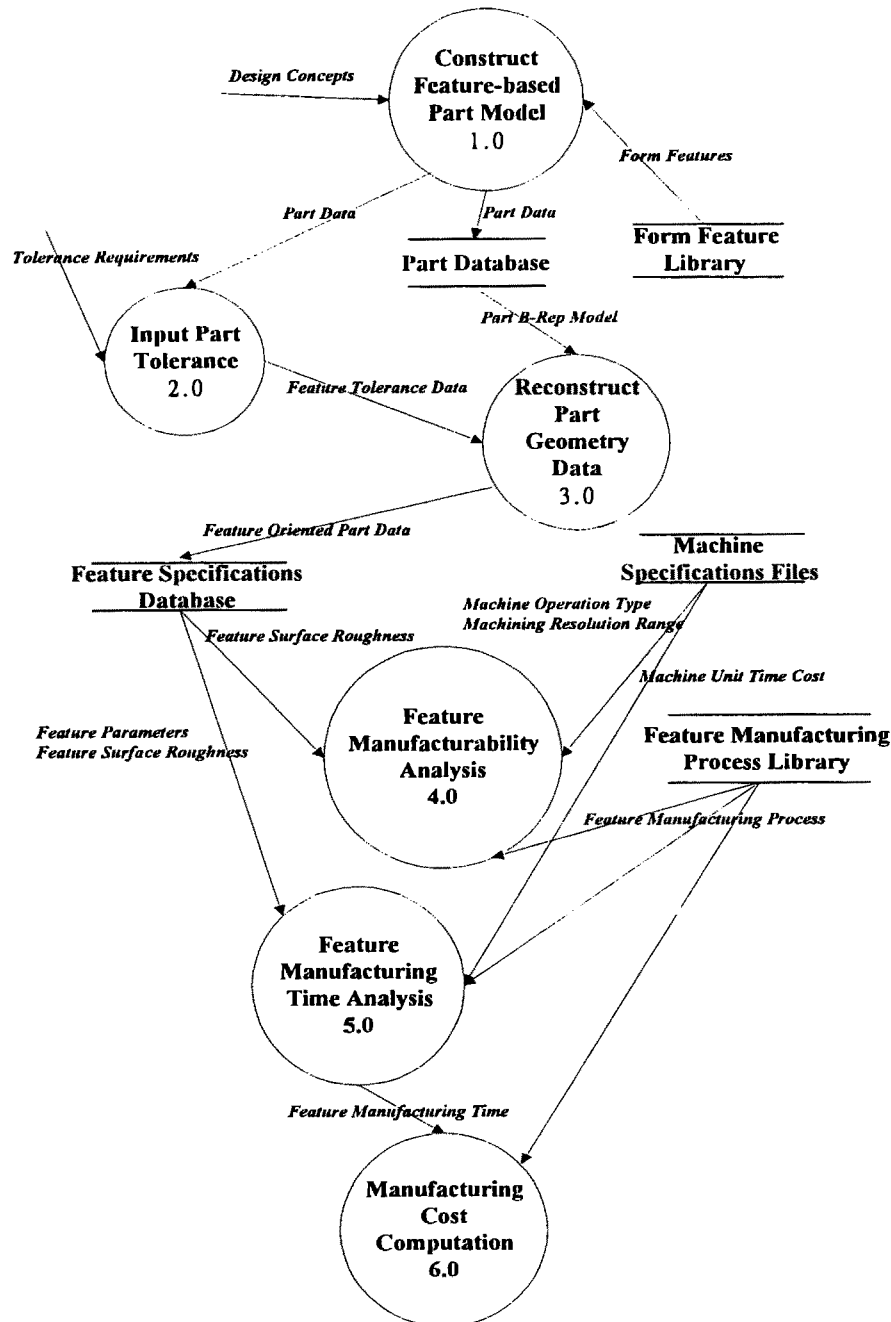 Construct
Feature-based
Part Model
1.0
Design Concepts
Form Features
Part Data
Part Data
Form Feature
Library
Tolerance Requirements
Part Database
Input Part
Tolerance
2.0
Part B-Rep Model
Feature Tolerance Data
Reconstruct
Part
Geometry
Data
3.0
Feature Oriented Part Data
Feature Specifications
Database
Machine
Specifications Files
Machine Operation Type
Machining Resolution Range
Feature Surface Roughness
Machine Unit Time Cost
Feature Parameters
Feature Surface Roughness
Feature
Manufacturability
Analysis
4.0
Feature Manufacturing
Process Library
Feature Manufacturing Process
Feature
Manufacturing
Time Analysis
5.0
Feature Manufacturing Time
Manufacturing
Cost
Computation
6.0